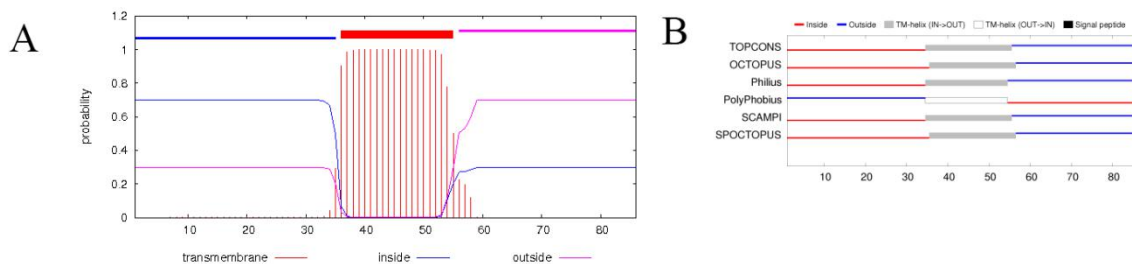 A
1.2
1
0.8
0.6
0.4
0.2
0
probability
10 20 30 40 50 60 70 80
transmembrane inside outside
B
Inside Outside TM-helix (IN->OUT) TM-helix (OUT->IN) Signal peptide
TOPCONS
OCTOPUS
Philius
PolyPhobius
SCAMPI
SPOCTOPUS
10 20 30 40 50 60 70 80